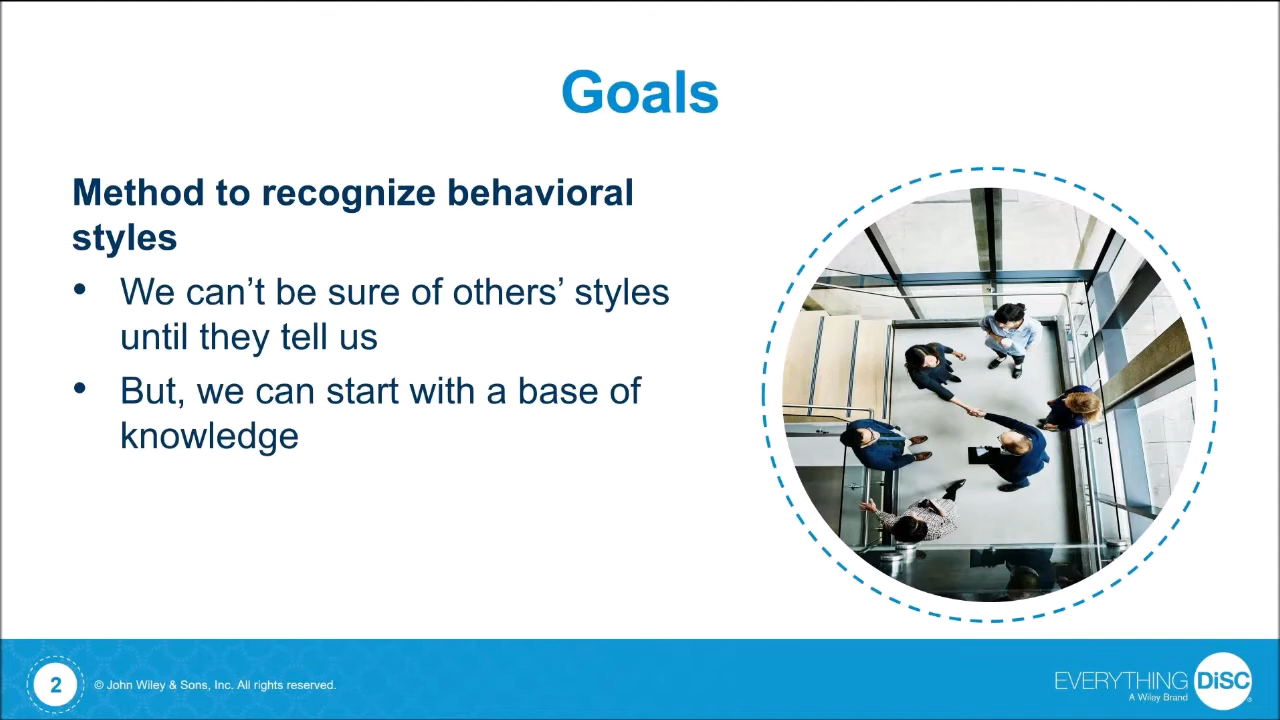 Goals
Method to recognize behavioral
styles
• We can’t be sure of others’ styles
until they tell us
• But, we can start with a base of
knowledge
2
© John Wiley & Sons, Inc. All rights reserved.
EVERYTHING DiSC®
A Wiley Brand